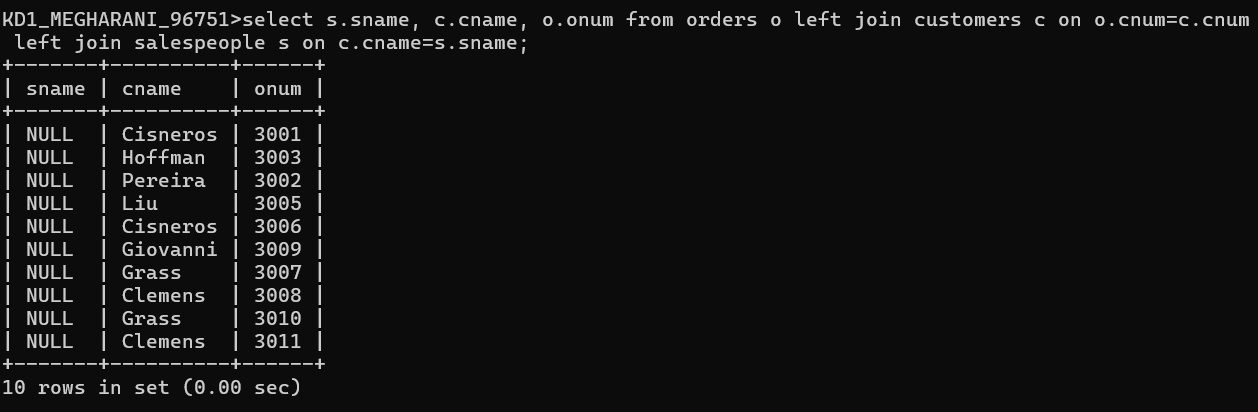 KD1_MEGHARANI_96751>select s.sname, c.cname, o.onum from orders o left join customers c on o.cnum=c.cnum
 left join salespeople s on c.cname=s.sname;
+-------+----------+------+
| sname | cname    | onum |
+-------+----------+------+
| NULL  | Cisneros | 3001 |
| NULL  | Hoffman  | 3003 |
| NULL  | Pereira  | 3002 |
| NULL  | Liu      | 3005 |
| NULL  | Cisneros | 3006 |
| NULL  | Giovanni | 3009 |
| NULL  | Grass    | 3007 |
| NULL  | Clemens  | 3008 |
| NULL  | Grass    | 3010 |
| NULL  | Clemens  | 3011 |
+-------+----------+------+
10 rows in set (0.00 sec)